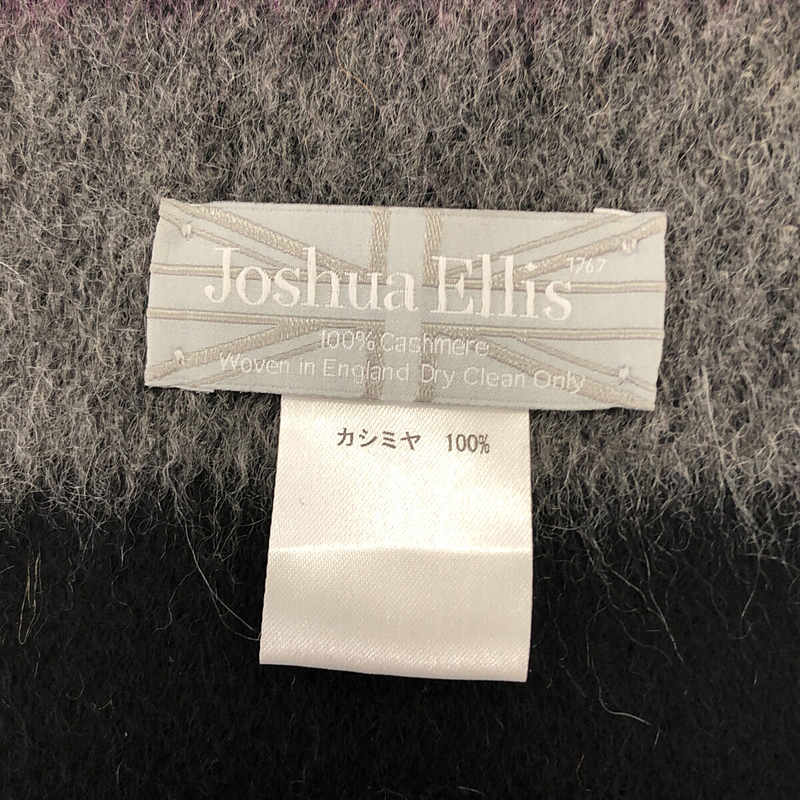 Joshua Ellis 1767
100% Cashmere
Woven in England Dry Clean Only
カシミヤ 100%